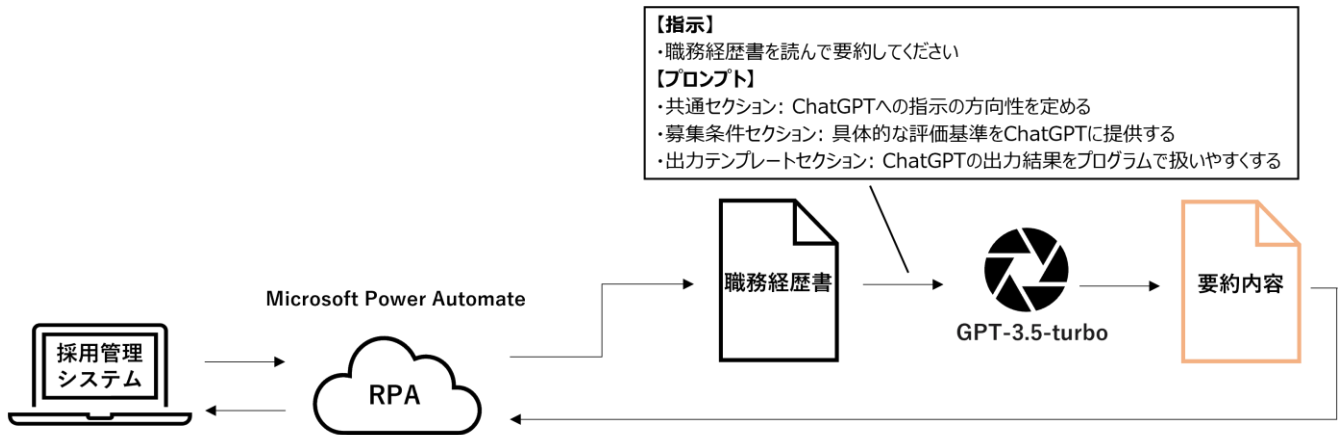 【指示】
・職務経歴書を読んで要約してください
【プロンプト】
・共通セクション: ChatGPTへの指示の方向性を定める
・募集条件セクション: 具体的な評価基準をChatGPTに提供する
・出力テンプレートセクション: ChatGPTの出力結果をプログラムで扱いやすくする
職務経歴書
要約内容
Microsoft Power Automate
GPT-3.5-turbo
採用管理
システム
RPA